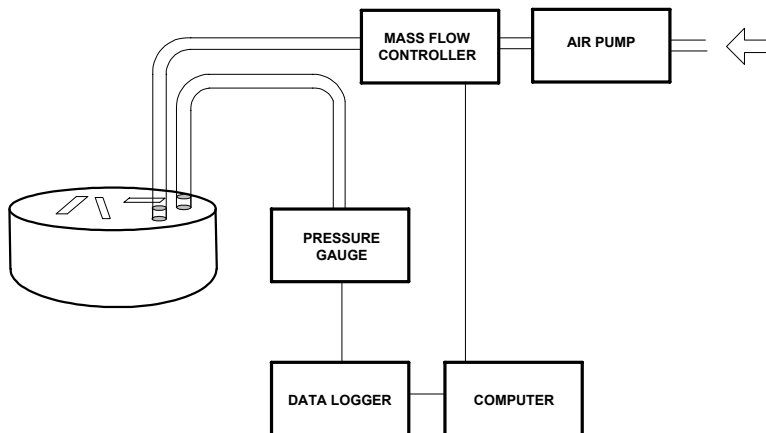 MASS FLOW
CONTROLLER
AIR PUMP
PRESSURE
GAUGE
DATA LOGGER
COMPUTER